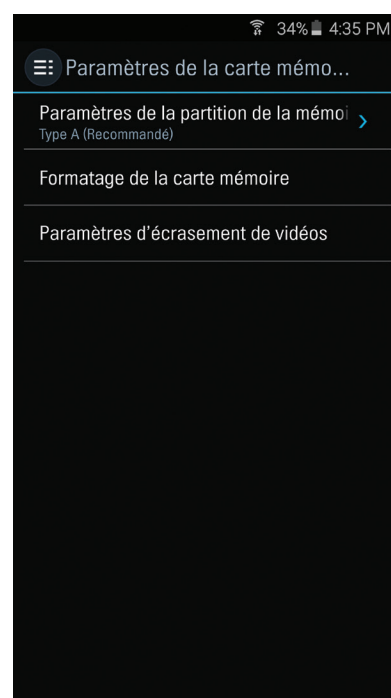 34% 4:35 PM
Paramètres de la carte mémo...
Paramètres de la partition de la mémoi
Type A (Recommandé)
Formatage de la carte mémoire
Paramètres d'écrasement de vidéos